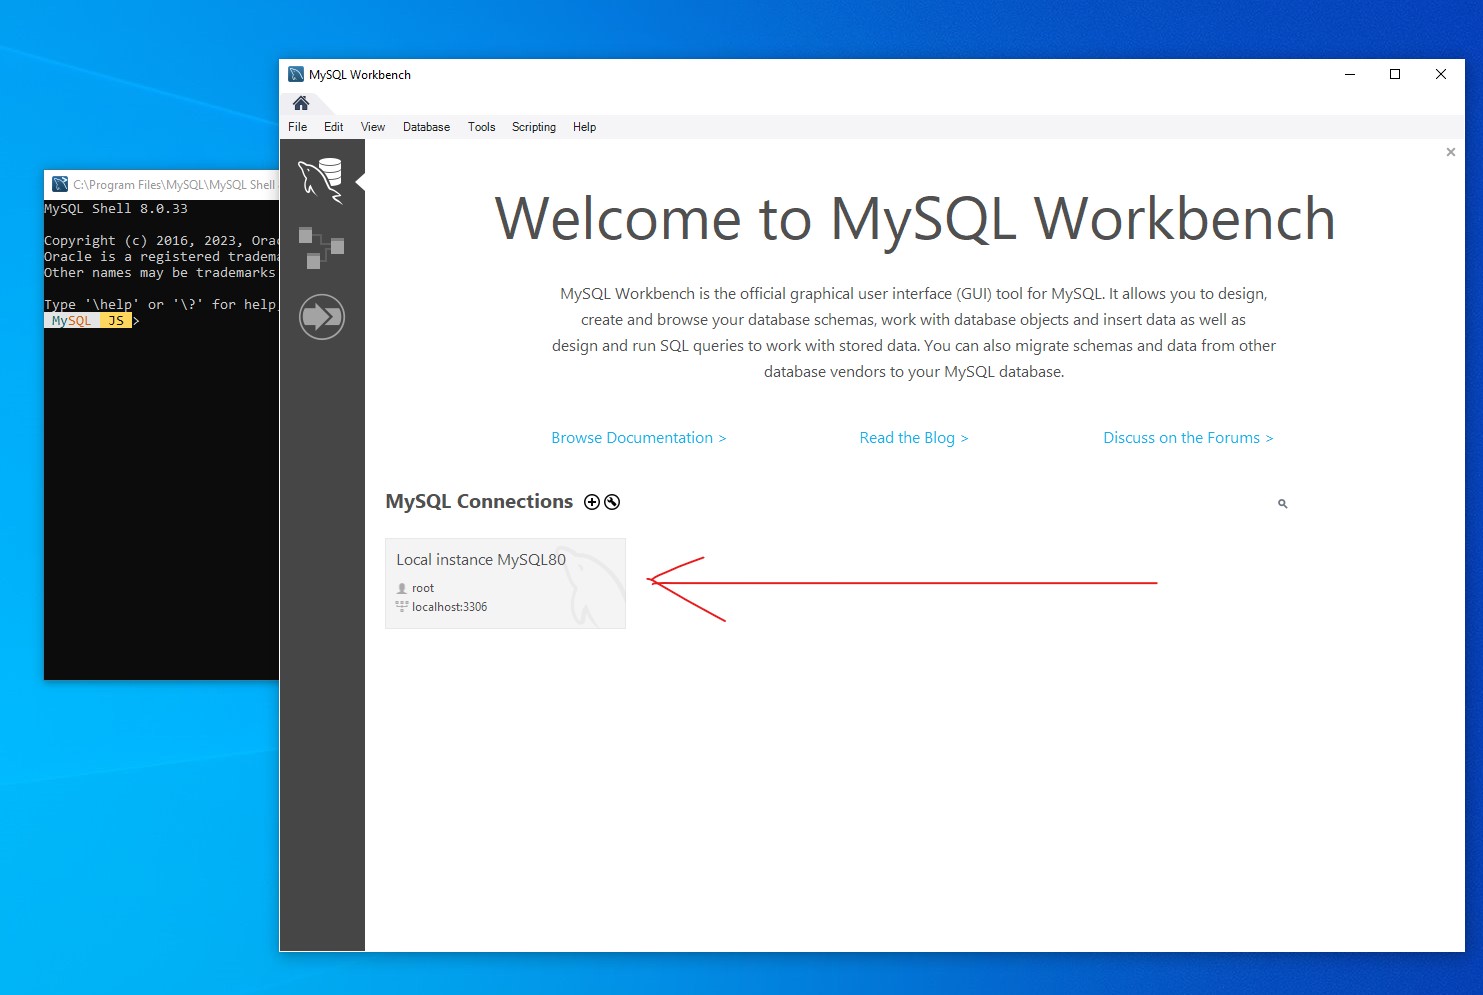 MySQL Workbench
File Edit View Database Tools Scripting Help
C:\Program Files\MySQL\MySQL Shell
MySQL Shell 8.0.33
Copyright (c) 2016, 2023, Orac
Oracle is a registered tradema
Other names may be trademarks
Type '\help' or '\?' for help
MySQL JS >
Welcome to MySQL Workbench
MySQL Workbench is the official graphical user interface (GUI) tool for MySQL. It allows you to design,
create and browse your database schemas, work with database objects and insert data as well as
design and run SQL queries to work with stored data. You can also migrate schemas and data from other
database vendors to your MySQL database.
Browse Documentation >
Read the Blog >
Discuss on the Forums >
MySQL Connections
Local instance MySQL80
root
localhost:3306